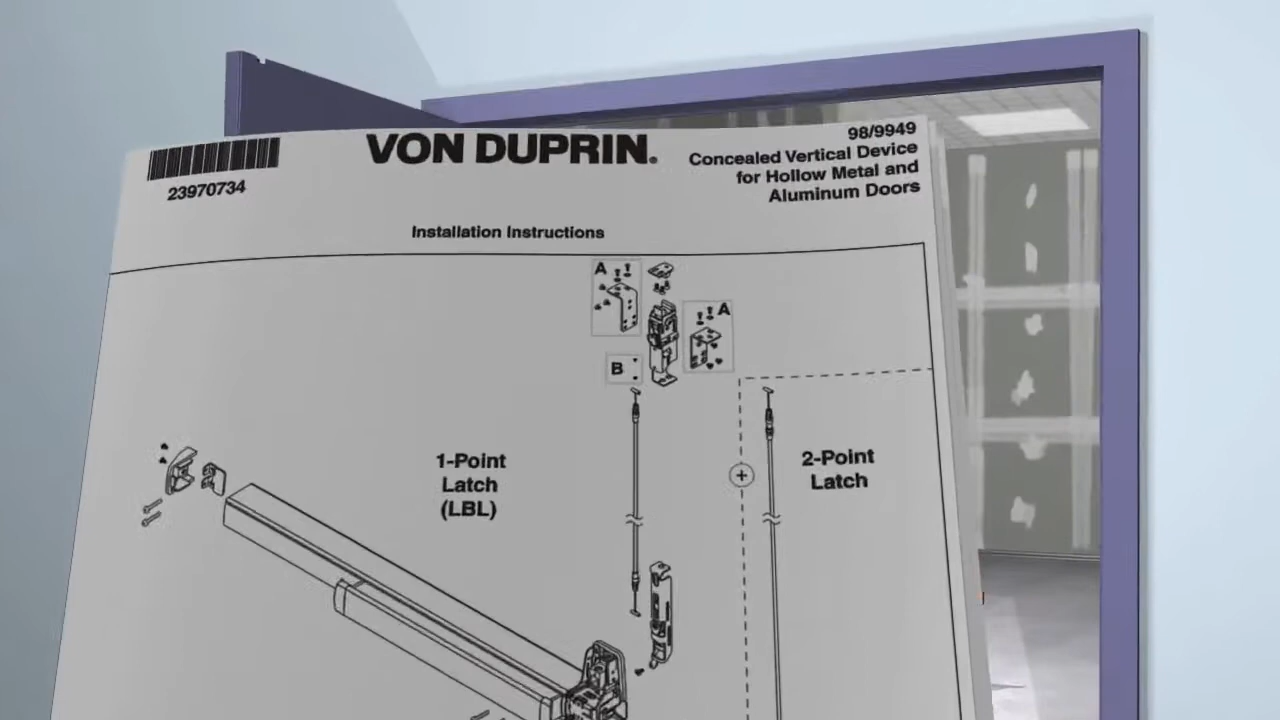 VON DUPRIN.
98/9949
Concealed Vertical Device
for Hollow Metal and
Aluminum Doors
23970734
Installation Instructions
A
A
B
1-Point
Latch
(LBL)
+
2-Point
Latch